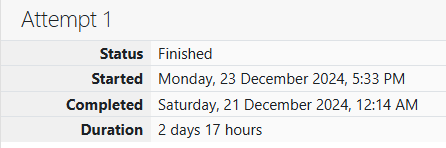 Attempt 1
Status Finished
Started Monday, 23 December 2024, 5:33 PM
Completed Saturday, 21 December 2024, 12:14 AM
Duration 2 days 17 hours